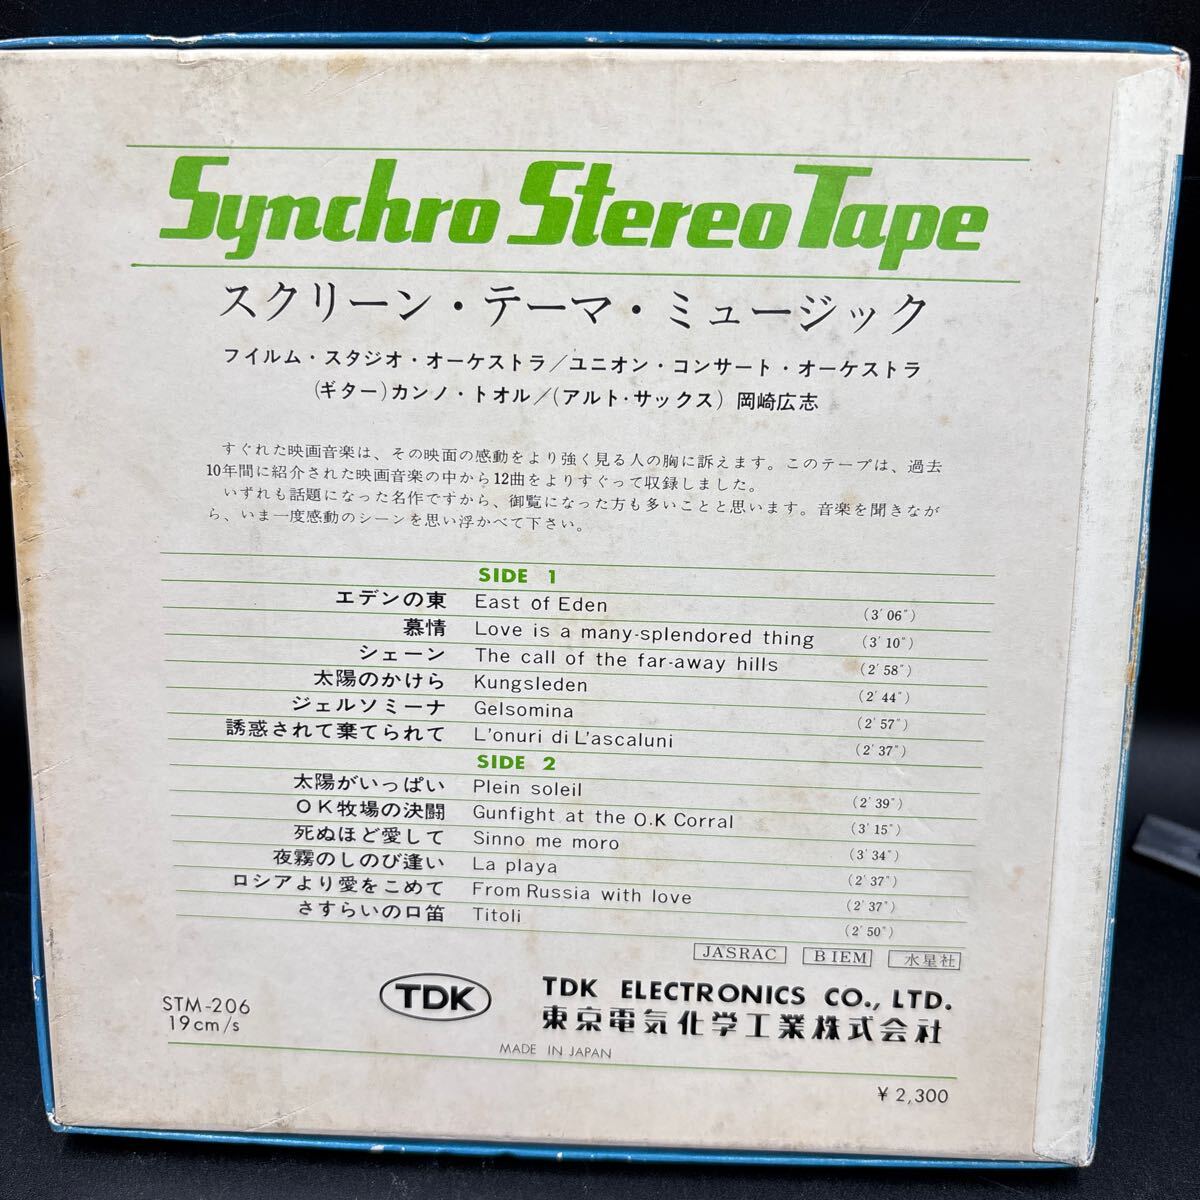 Synchro Stereo Tape
スクリーン・テーマ・ミュージック
フイルム・スタジオ・オーケストラ/ユニオン・コンサート・オーケストラ
(ギター)カンノ・トオル/(アルト・サックス) 岡崎広志
すぐれた映画音楽は、その映面の感動をより強く見る人の胸に訴えます。このテープは、過去
10年間に紹介された映画音楽の中から12曲をよりすぐって収録しました。
いずれも話題になった名作ですから、御覧になった方も多いことと思います。音楽を聞きなが
ら、いま一度感動のシーンを思い浮かべて下さい。
SIDE 1
エデンの東 East of Eden (3′06″)
慕情 Love is a many-splendored thing (3′10″)
シェーン The call of the far-away hills (2′58″)
太陽のかけら Kungsleden (2′44″)
ジェルソミーナ Gelsomina (2′57″)
誘惑されて棄てられて L'onuri di L'ascaluni (2′37″)
SIDE 2
太陽がいっぱい Plein soleil (2′39″)
OK牧場の決闘 Gunfight at the O.K Corral (3′15″)
死ぬほど愛して Sinno me moro (3′34″)
夜霧のしのび逢い La playa (2′37″)
ロシアより愛をこめて From Russia with love (2′37″)
さすらいの口笛 Titoli (2′50″)
JASRAC BIEM 水星社
STM-206
19cm/s
TDK
TDK ELECTRONICS CO., LTD.
東京電気化学工業株式会社
MADE IN JAPAN
¥ 2,300